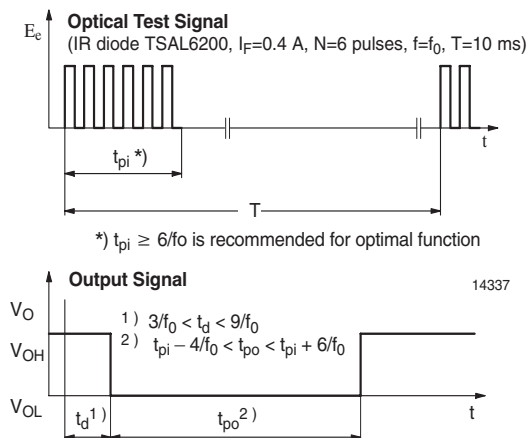 Optical Test Signal
Eₑ
(IR diode TSAL6200, I_F=0.4 A, N=6 pulses, f=f₀, T=10 ms)
t
t_pi *)
T
*) t_pi ≥ 6/fo is recommended for optimal function
Output Signal
14337
V_O
1) 3/f₀ < t_d < 9/f₀
V_OH
2) t_pi – 4/f₀ < t_po < t_pi + 6/f₀
V_OL
t_d 1)
t_po 2)
t